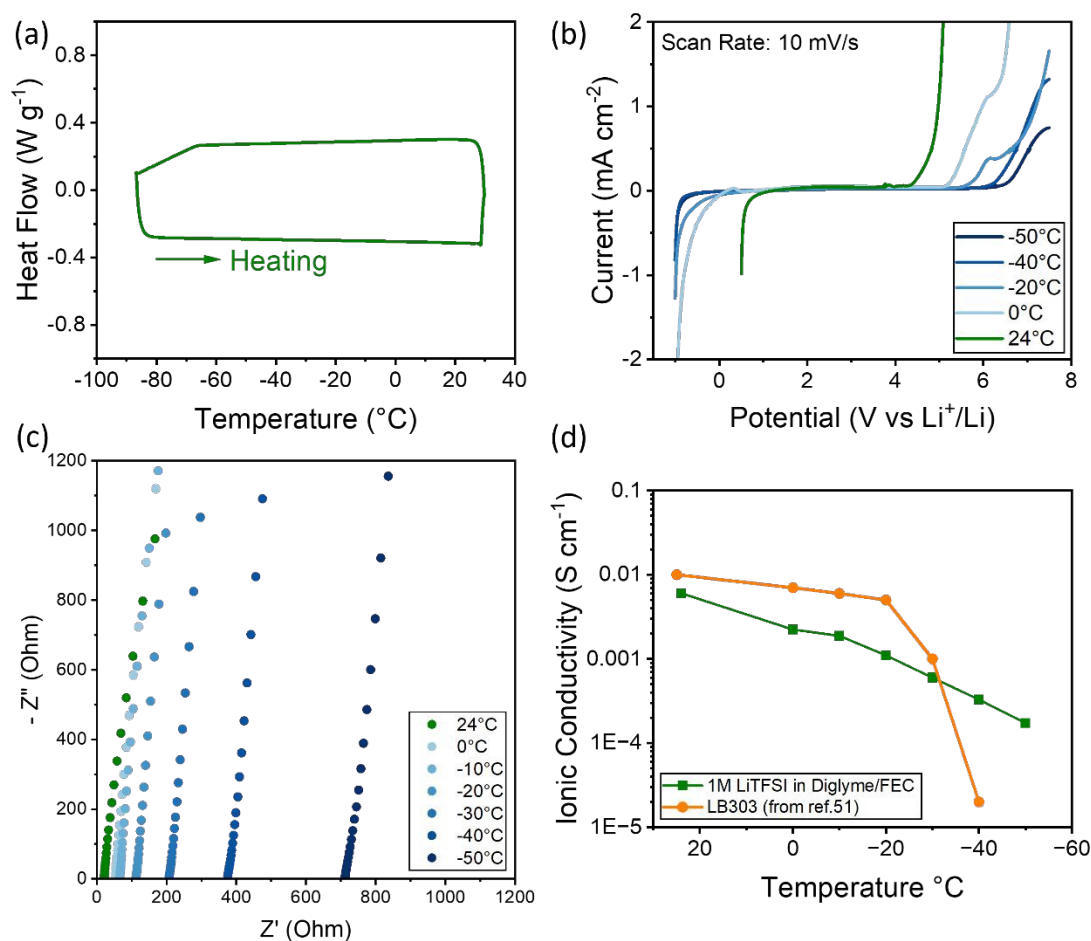 (a)
0.8
0.4
0.0
-0.4
-0.8
Heat Flow (W g⁻¹)
Heating
-100 -80 -60 -40 -20 0 20 40
Temperature (°C)
(b)
Scan Rate: 10 mV/s
2
1
0
-1
-2
Current (mA cm⁻²)
-50°C
-40°C
-20°C
0°C
24°C
0 2 4 6 8
Potential (V vs Li⁺/Li)
(c)
1200
1000
800
600
400
200
0
- Z'' (Ohm)
24°C
0°C
-10°C
-20°C
-30°C
-40°C
-50°C
0 200 400 600 800 1000 1200
Z' (Ohm)
(d)
0.1
0.01
0.001
1E-4
1E-5
Ionic Conductivity (S cm⁻¹)
1M LiTFSI in Diglyme/FEC
LB303 (from ref.51)
20 0 -20 -40 -60
Temperature °C